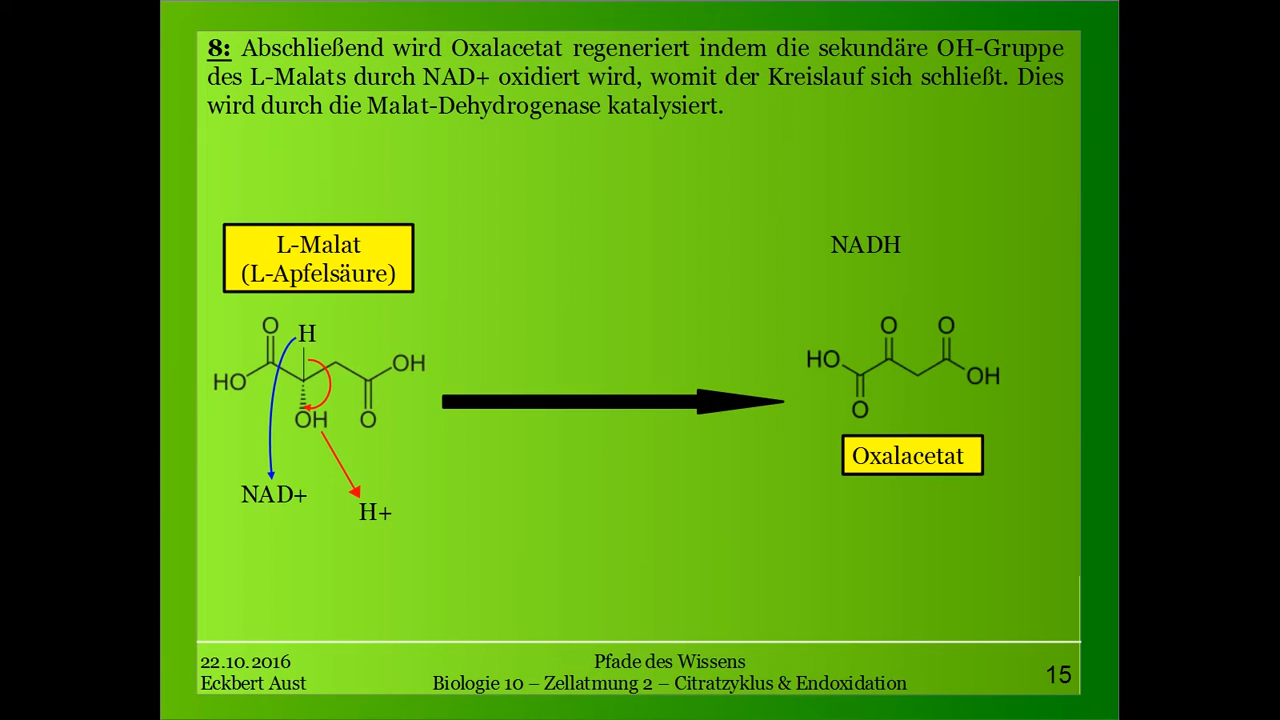 8: Abschließend wird Oxalacetat regeneriert indem die sekundäre OH-Gruppe
des L-Malats durch NAD+ oxidiert wird, womit der Kreislauf sich schließt. Dies
wird durch die Malat-Dehydrogenase katalysiert.
L-Malat
(L-Apfelsäure)
NADH
O
H
HO
OH
OH
O
O
O
HO
OH
O
NAD+
H+
Oxalacetat
22.10.2016
Eckbert Aust
Pfade des Wissens
Biologie 10 – Zellatmung 2 – Citratzyklus & Endoxidation
15